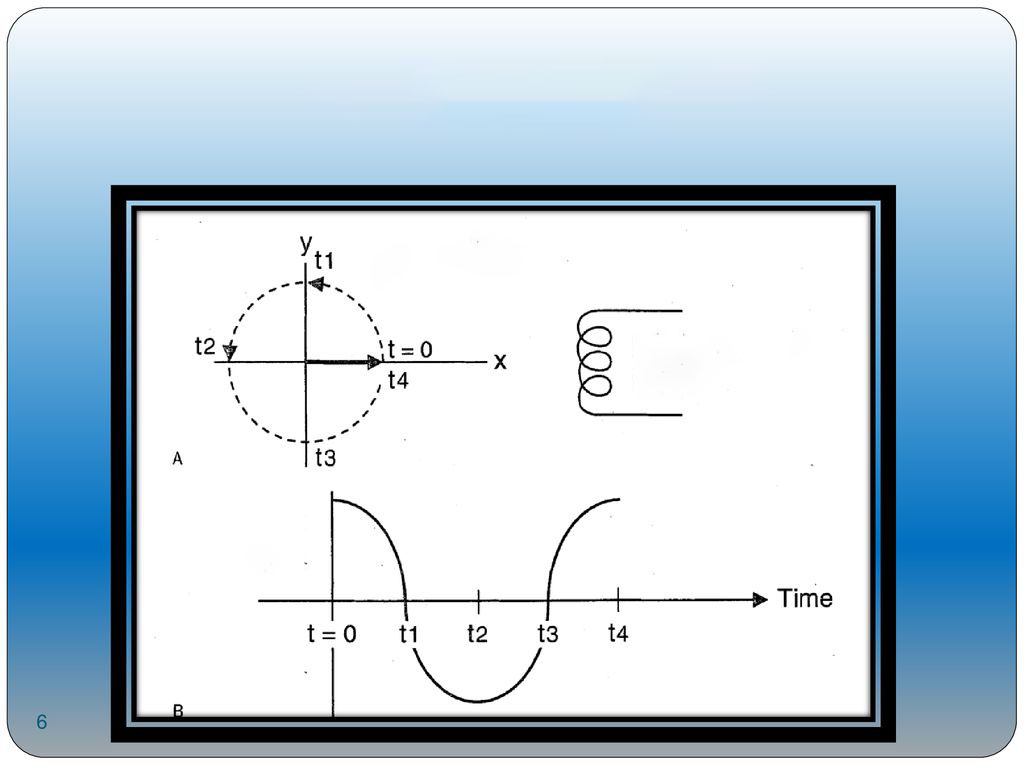 y
t1
t2
t = 0
x
t4
t3
A
Time
t = 0 t1 t2 t3 t4
B
6